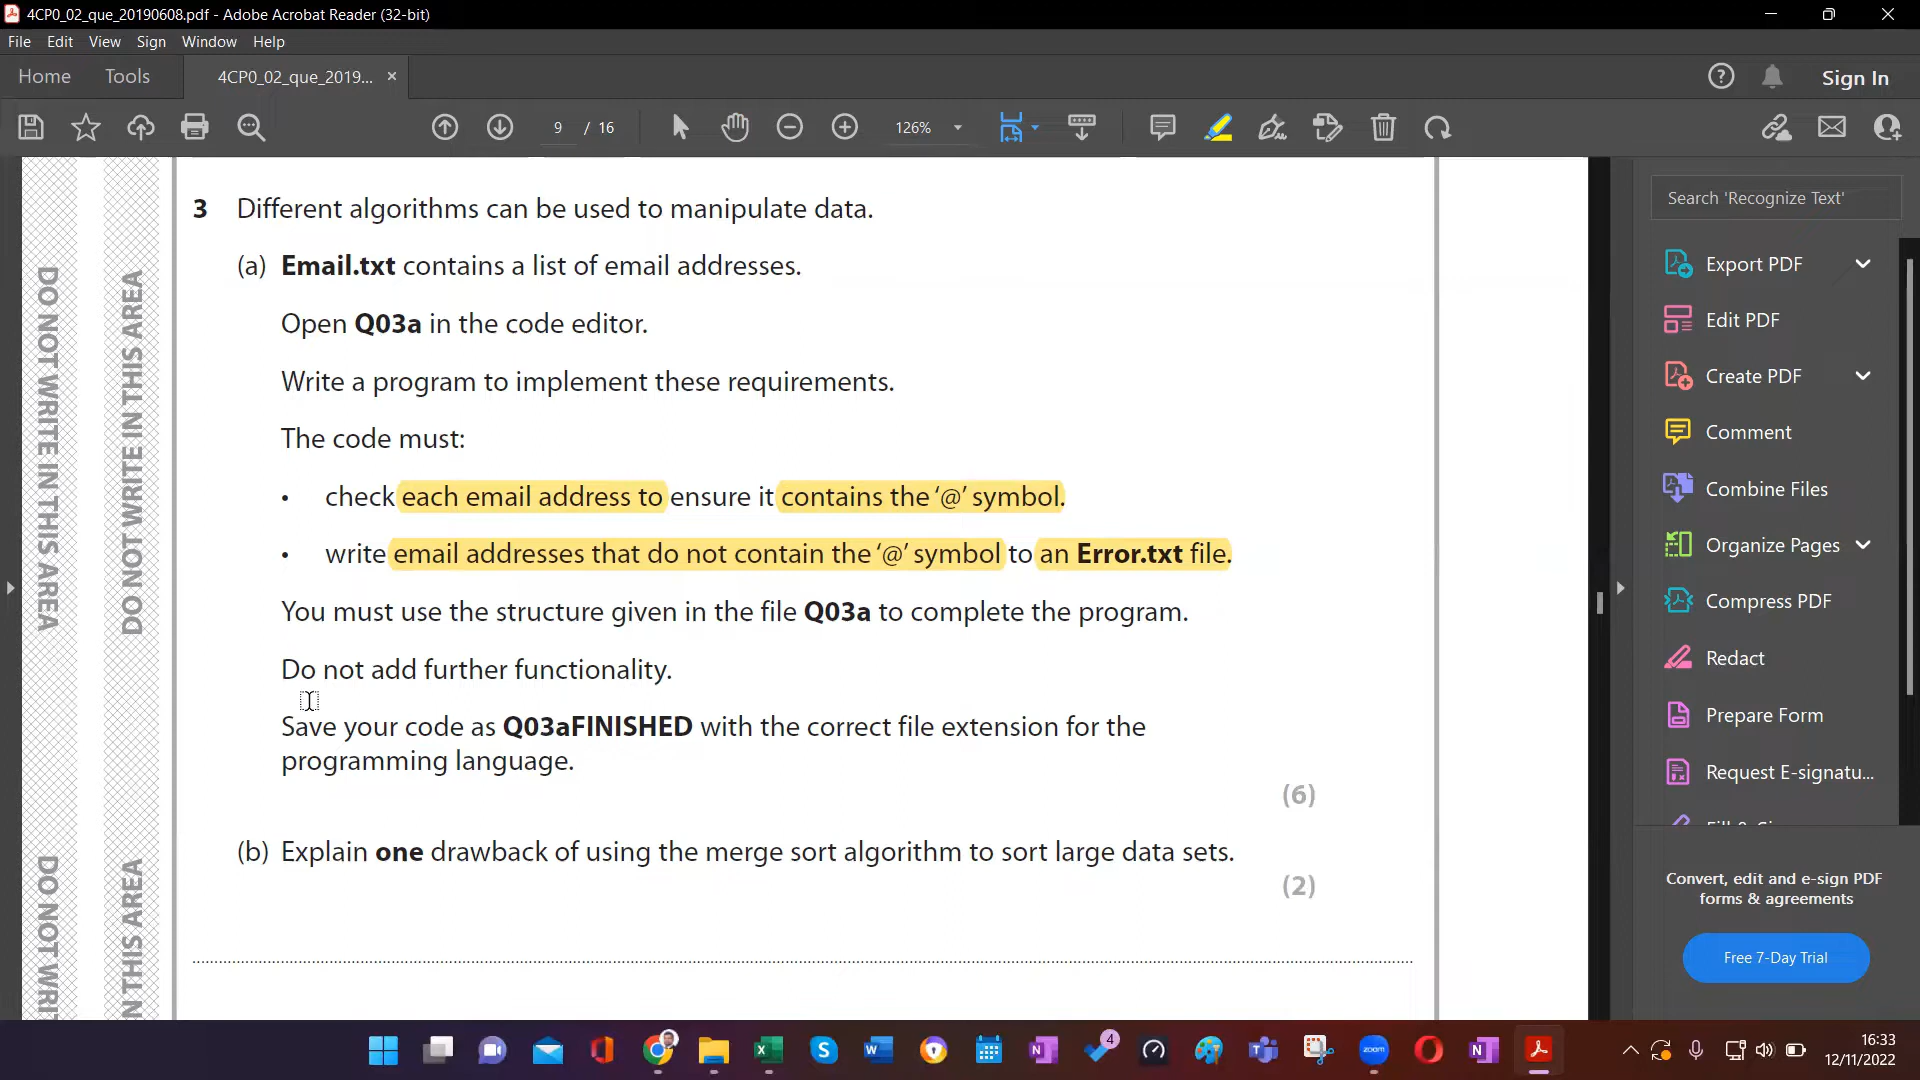 4CP0_02_que_20190608.pdf - Adobe Acrobat Reader (32-bit)
File Edit View Sign Window Help
Home Tools 4CP0_02_que_2019... × Sign In
9 / 16 126%
Search 'Recognize Text'
3 Different algorithms can be used to manipulate data.
(a) Email.txt contains a list of email addresses.
Open Q03a in the code editor.
Write a program to implement these requirements.
The code must:
• check each email address to ensure it contains the ‘@’ symbol.
• write email addresses that do not contain the ‘@’ symbol to an Error.txt file.
You must use the structure given in the file Q03a to complete the program.
Do not add further functionality.
Save your code as Q03aFINISHED with the correct file extension for the
programming language.
(6)
(b) Explain one drawback of using the merge sort algorithm to sort large data sets.
(2)
DO NOT WRITE IN THIS AREA
DO NOT WRITE IN THIS AREA
DO NOT WRI
N THIS AREA
Export PDF
Edit PDF
Create PDF
Comment
Combine Files
Organize Pages
Compress PDF
Redact
Prepare Form
Request E-signatu...
Convert, edit and e-sign PDF
forms & agreements
Free 7-Day Trial
4
zoom
16:33
12/11/2022